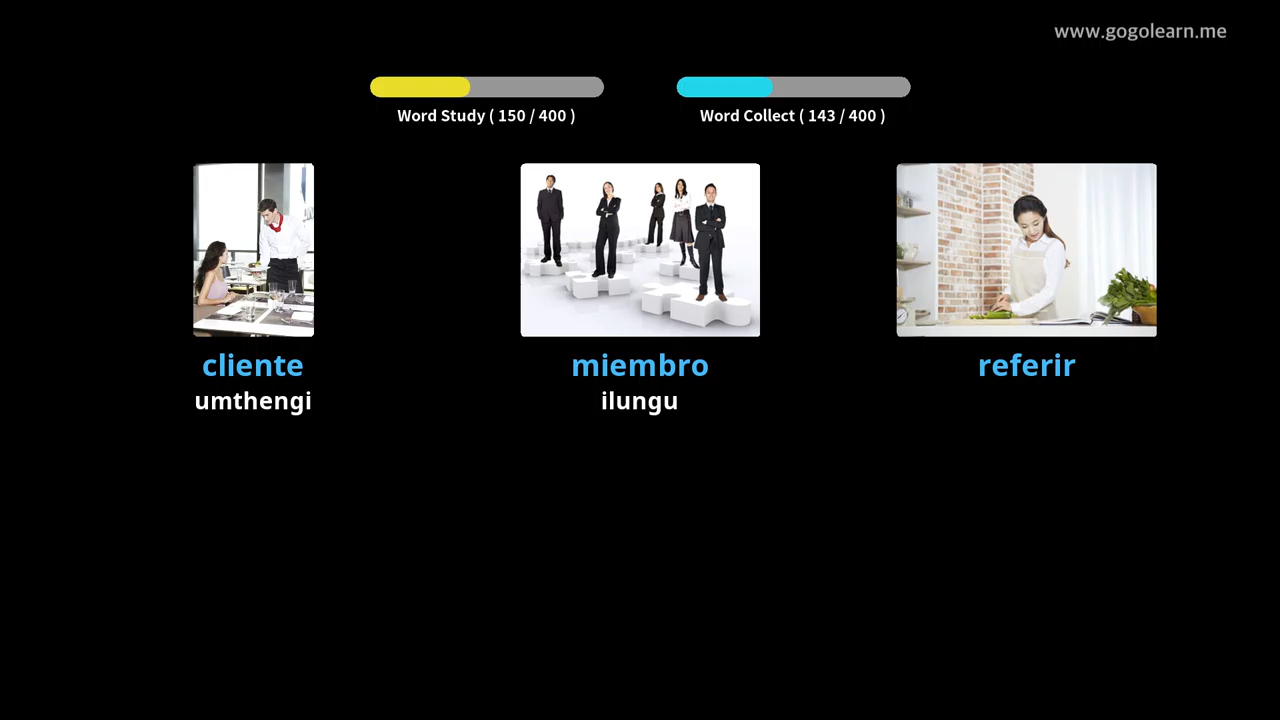 www.gogolearn.me
Word Study ( 150 / 400 )
Word Collect ( 143 / 400 )
cliente
umthengi
miembro
ilungu
referir